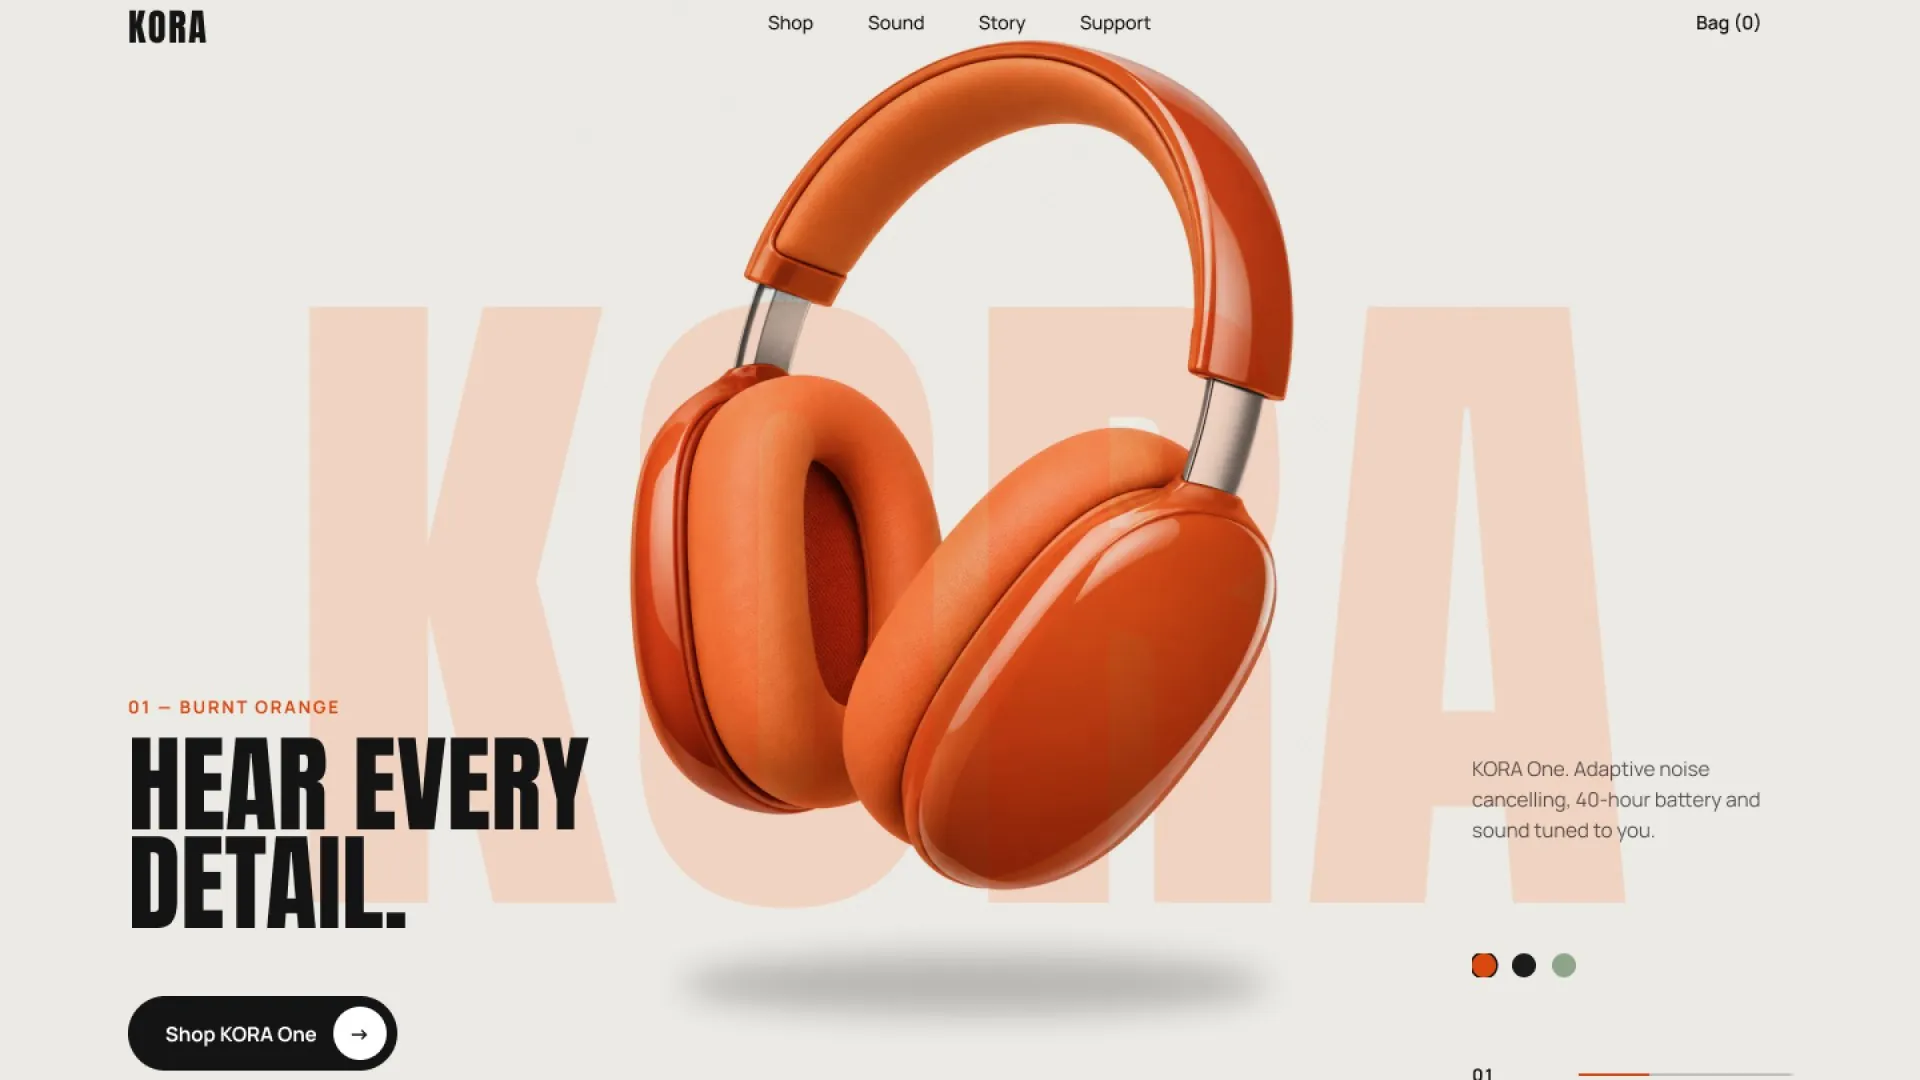 KORA
Shop Sound Story Support
Bag (0)
KORA
01 — BURNT ORANGE
HEAR EVERY
DETAIL.
KORA One. Adaptive noise
cancelling, 40-hour battery and
sound tuned to you.
Shop KORA One →
01